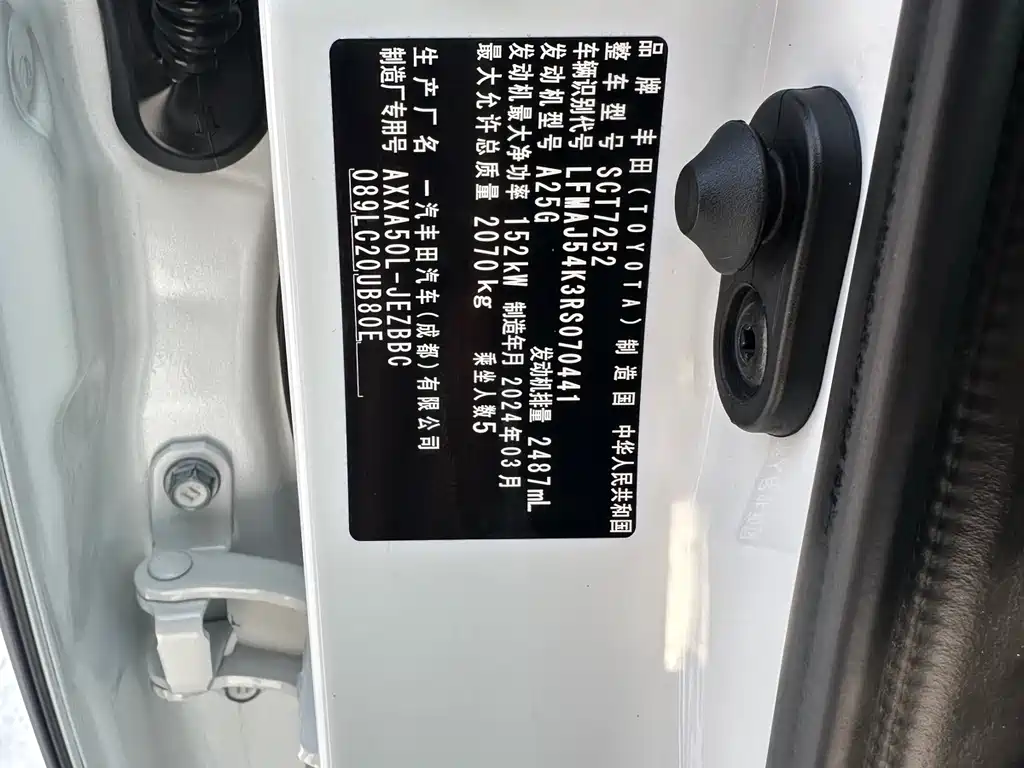 品牌 丰田(TOYOTA) 制造国 中华人民共和国
整车型号 SCT7252
车辆识别代号 LFMAJ54K3RS070441
发动机型号 A25G 发动机排量 2487mL
发动机最大净功率 152kW 制造年月 2024年03月
最大允许总质量 2070kg 乘坐人数5
生产厂名 一汽丰田汽车(成都)有限公司
制造厂专用号 AXXA50L-JEZBBC
089LC20UB80E